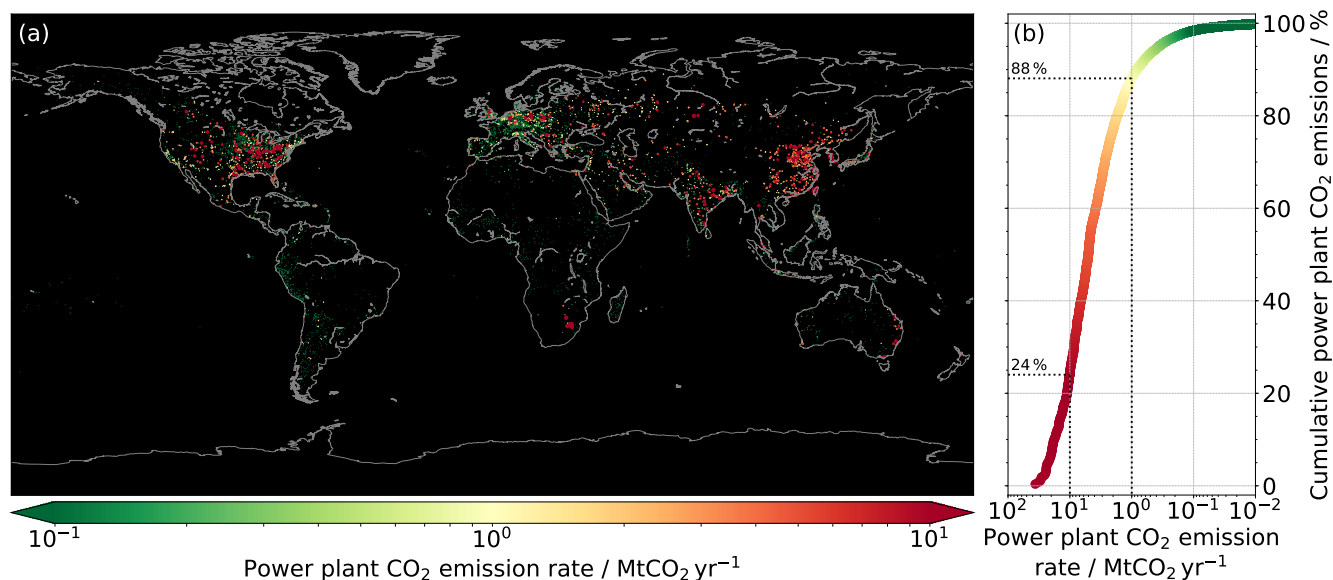 (a)
10⁻¹
10⁰
10¹
Power plant CO₂ emission rate / MtCO₂ yr⁻¹
(b)
88 %
24 %
100
80
60
40
20
0
Cumulative power plant CO₂ emissions / %
10² 10¹ 10⁰ 10⁻¹ 10⁻²
Power plant CO₂ emission
rate / MtCO₂ yr⁻¹